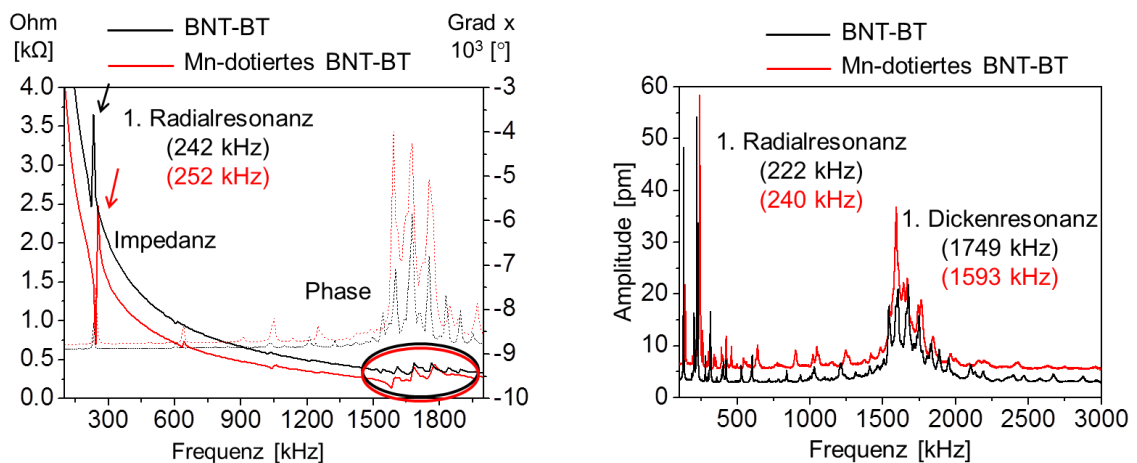 Ohm
[kΩ]
BNT-BT
Mn-dotiertes BNT-BT
Grad x
10³ [°]
4.0
3.5
3.0
2.5
2.0
1.5
1.0
0.5
0.0
1. Radialresonanz
(242 kHz)
(252 kHz)
Impedanz
Phase
-3
-4
-5
-6
-7
-8
-9
-10
300
600
900
1200
1500
1800
Frequenz [kHz]
BNT-BT
Mn-dotiertes BNT-BT
Amplitude [pm]
60
50
40
30
20
10
0
1. Radialresonanz
(222 kHz)
(240 kHz)
1. Dickenresonanz
(1749 kHz)
(1593 kHz)
500
1000
1500
2000
2500
3000
Frequenz [kHz]